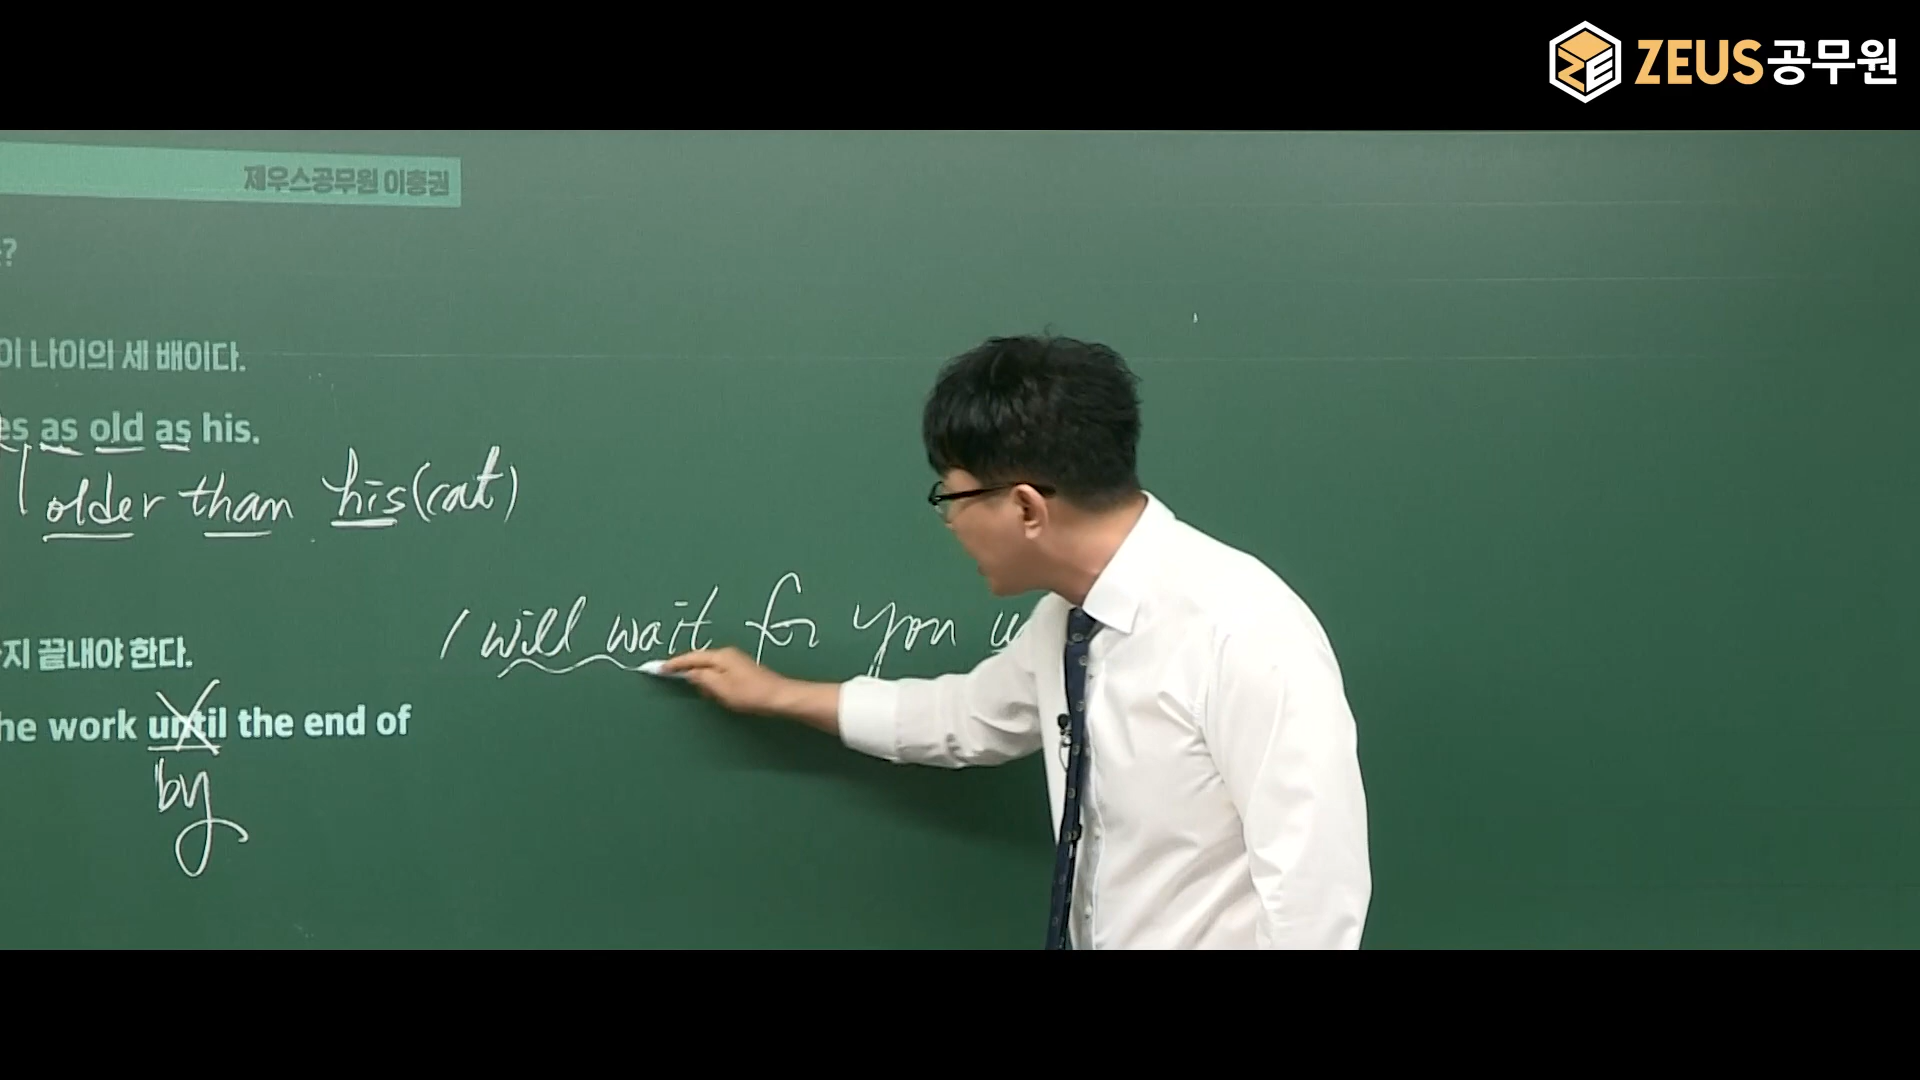 ZEUS공무원
제우스공무원 이충권
?
이 나이의 세 배이다.
es as old as his.
older than his (cat)
I will wait for you u
지 끝내야 한다.
he work until the end of
by